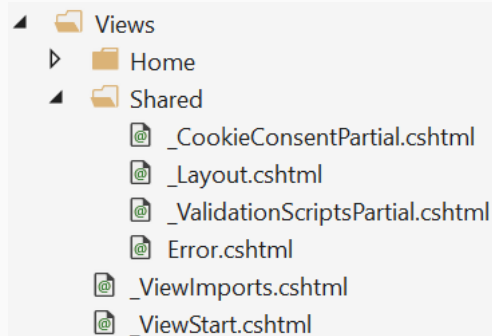 Views
Home
Shared
_CookieConsentPartial.cshtml
_Layout.cshtml
_ValidationScriptsPartial.cshtml
Error.cshtml
_ViewImports.cshtml
_ViewStart.cshtml